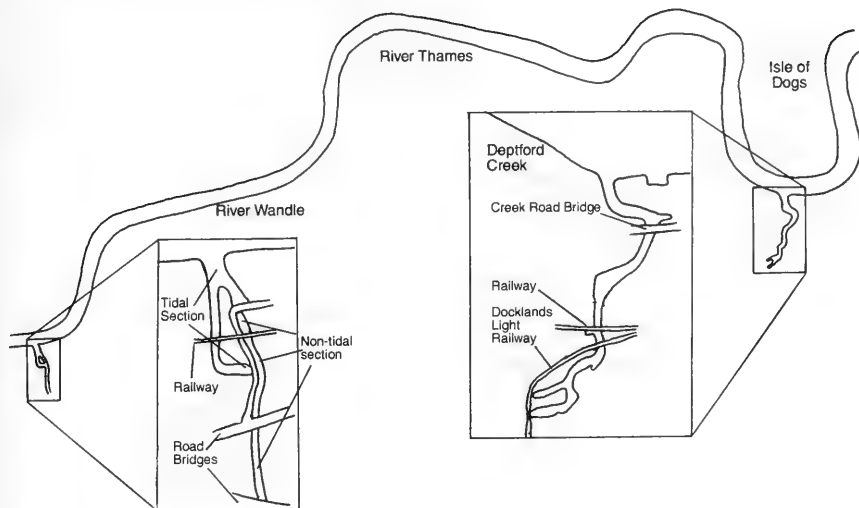 River Thames
Isle of
Dogs
Deptford
Creek
Creek Road Bridge
River Wandle
Tidal
Section
Non-tidal
section
Railway
Road
Bridges
Railway
Docklands
Light
Railway